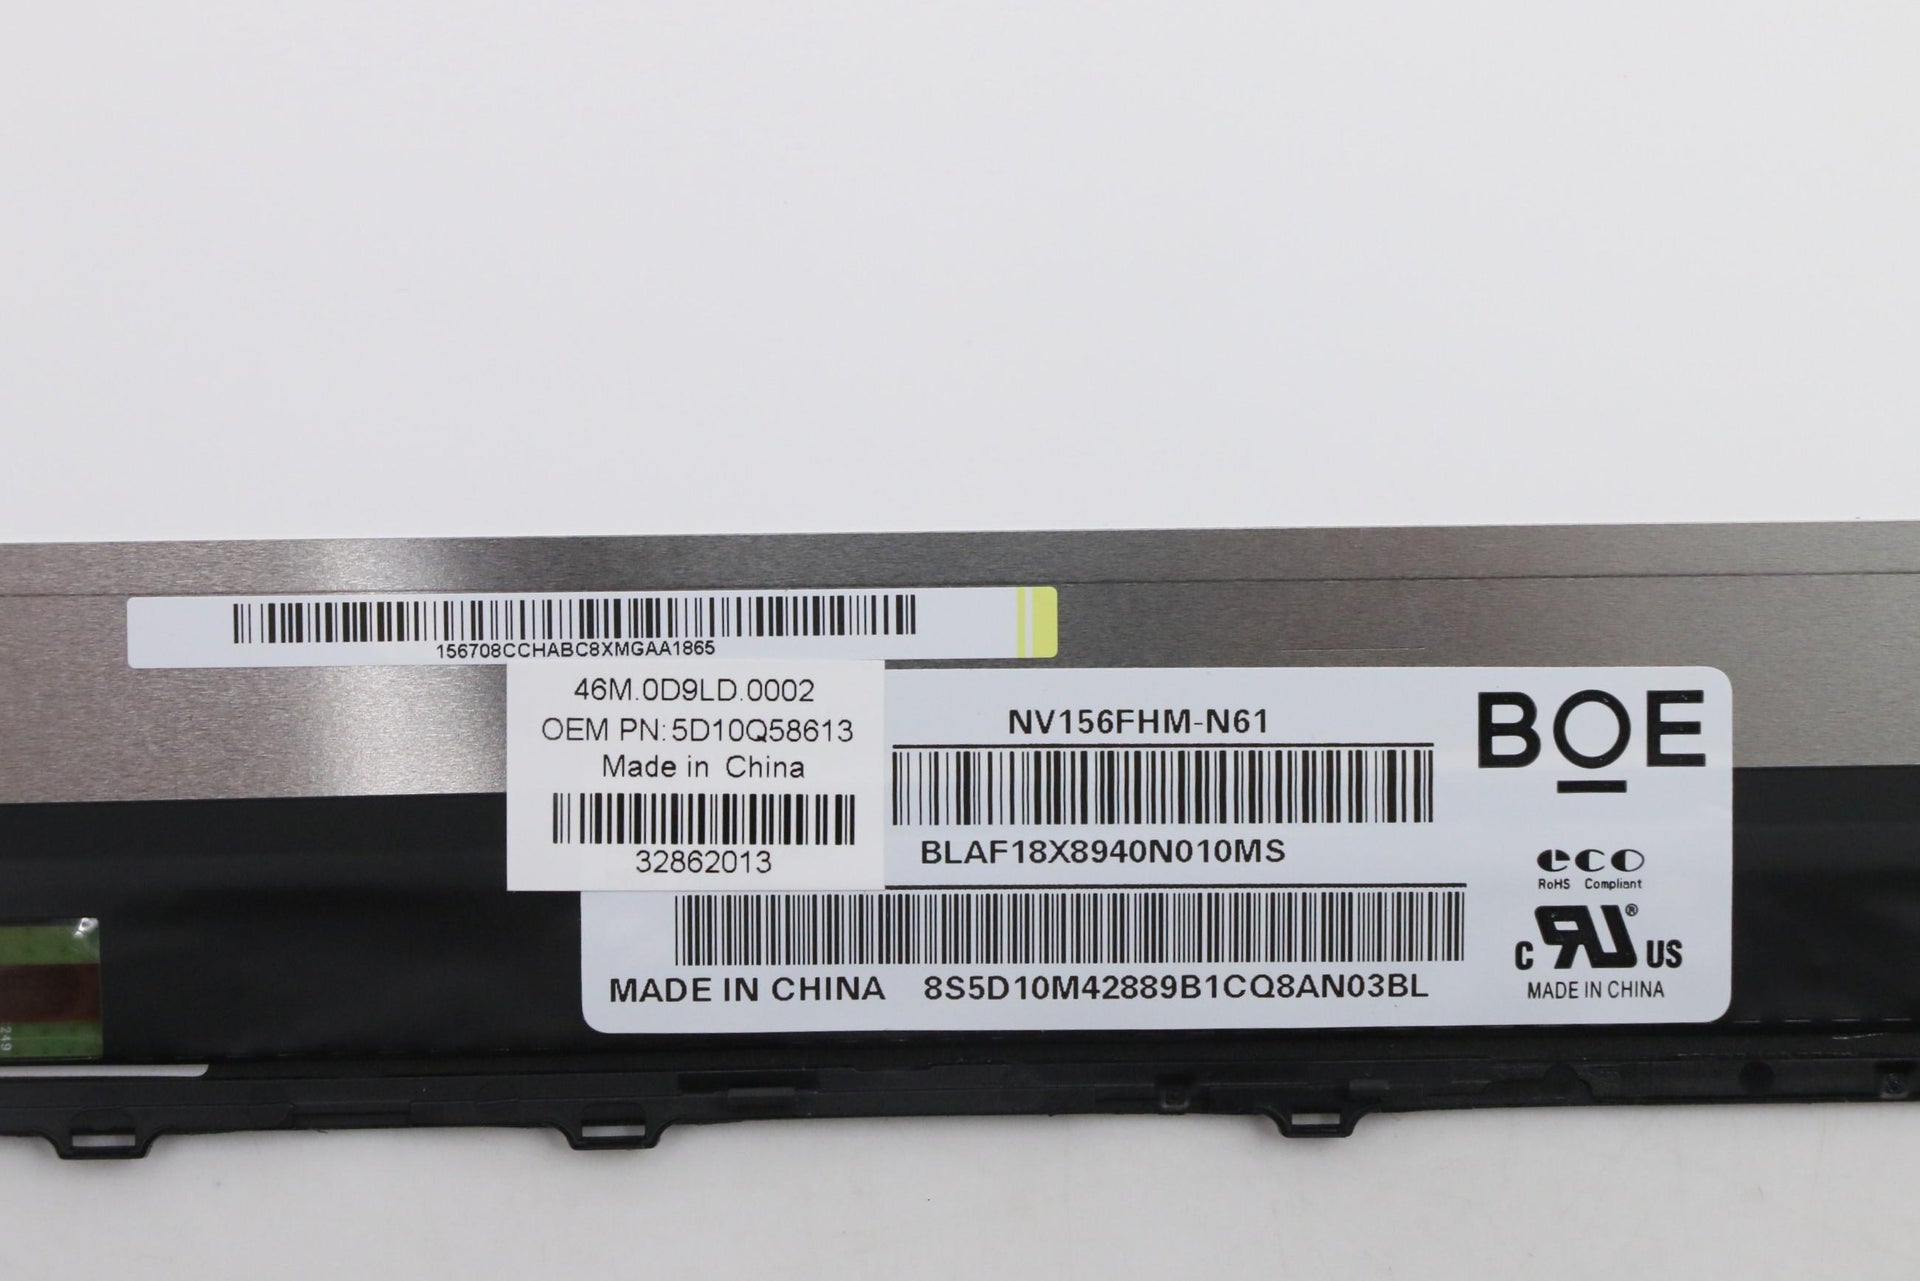 156708CCHABC8XMGAA1865
46M.0D9LD.0002
OEM PN:5D10Q58613
Made in China
32862013
NV156FHM-N61
BOE
BLAF18X8940N010MS
eco
RoHS Compliant
MADE IN CHINA 8S5D10M42889B1CQ8AN03BL
c RU® US
MADE IN CHINA
249